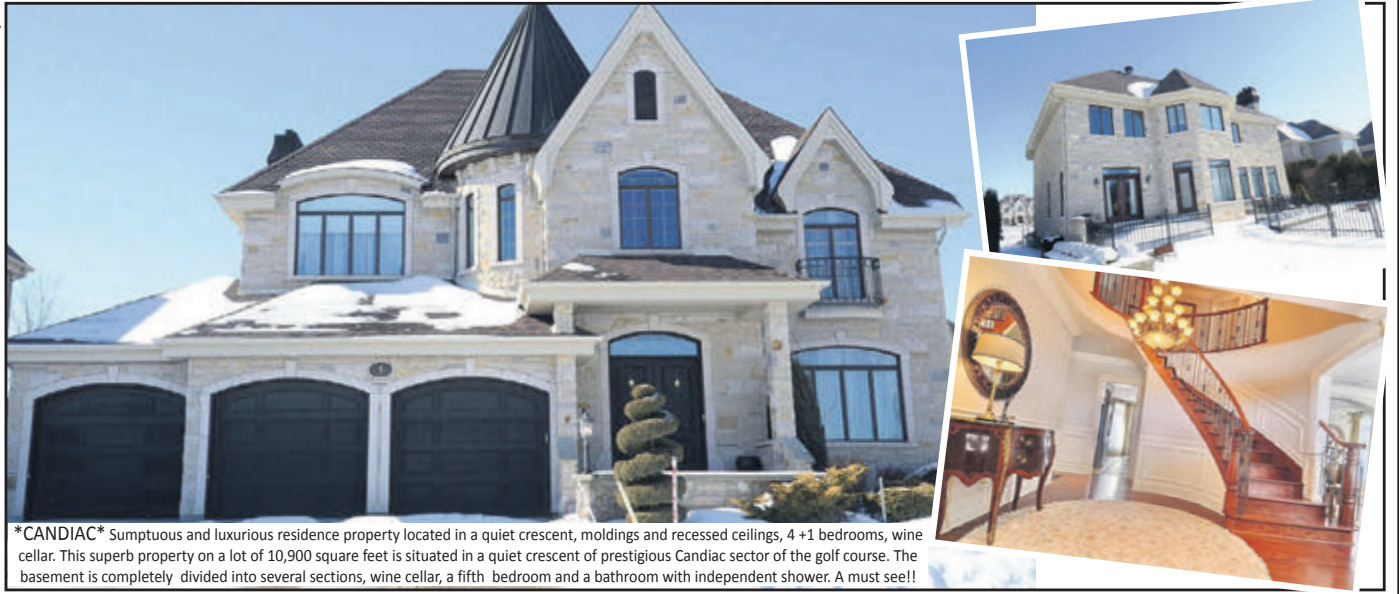 *CANDIAC* Sumptuous and luxurious residence property located in a quiet crescent, moldings and recessed ceilings, 4 +1 bedrooms, wine
cellar. This superb property on a lot of 10,900 square feet is situated in a quiet crescent of prestigious Candiac sector of the golf course. The
basement is completely divided into several sections, wine cellar, a fifth bedroom and a bathroom with independent shower. A must see!!